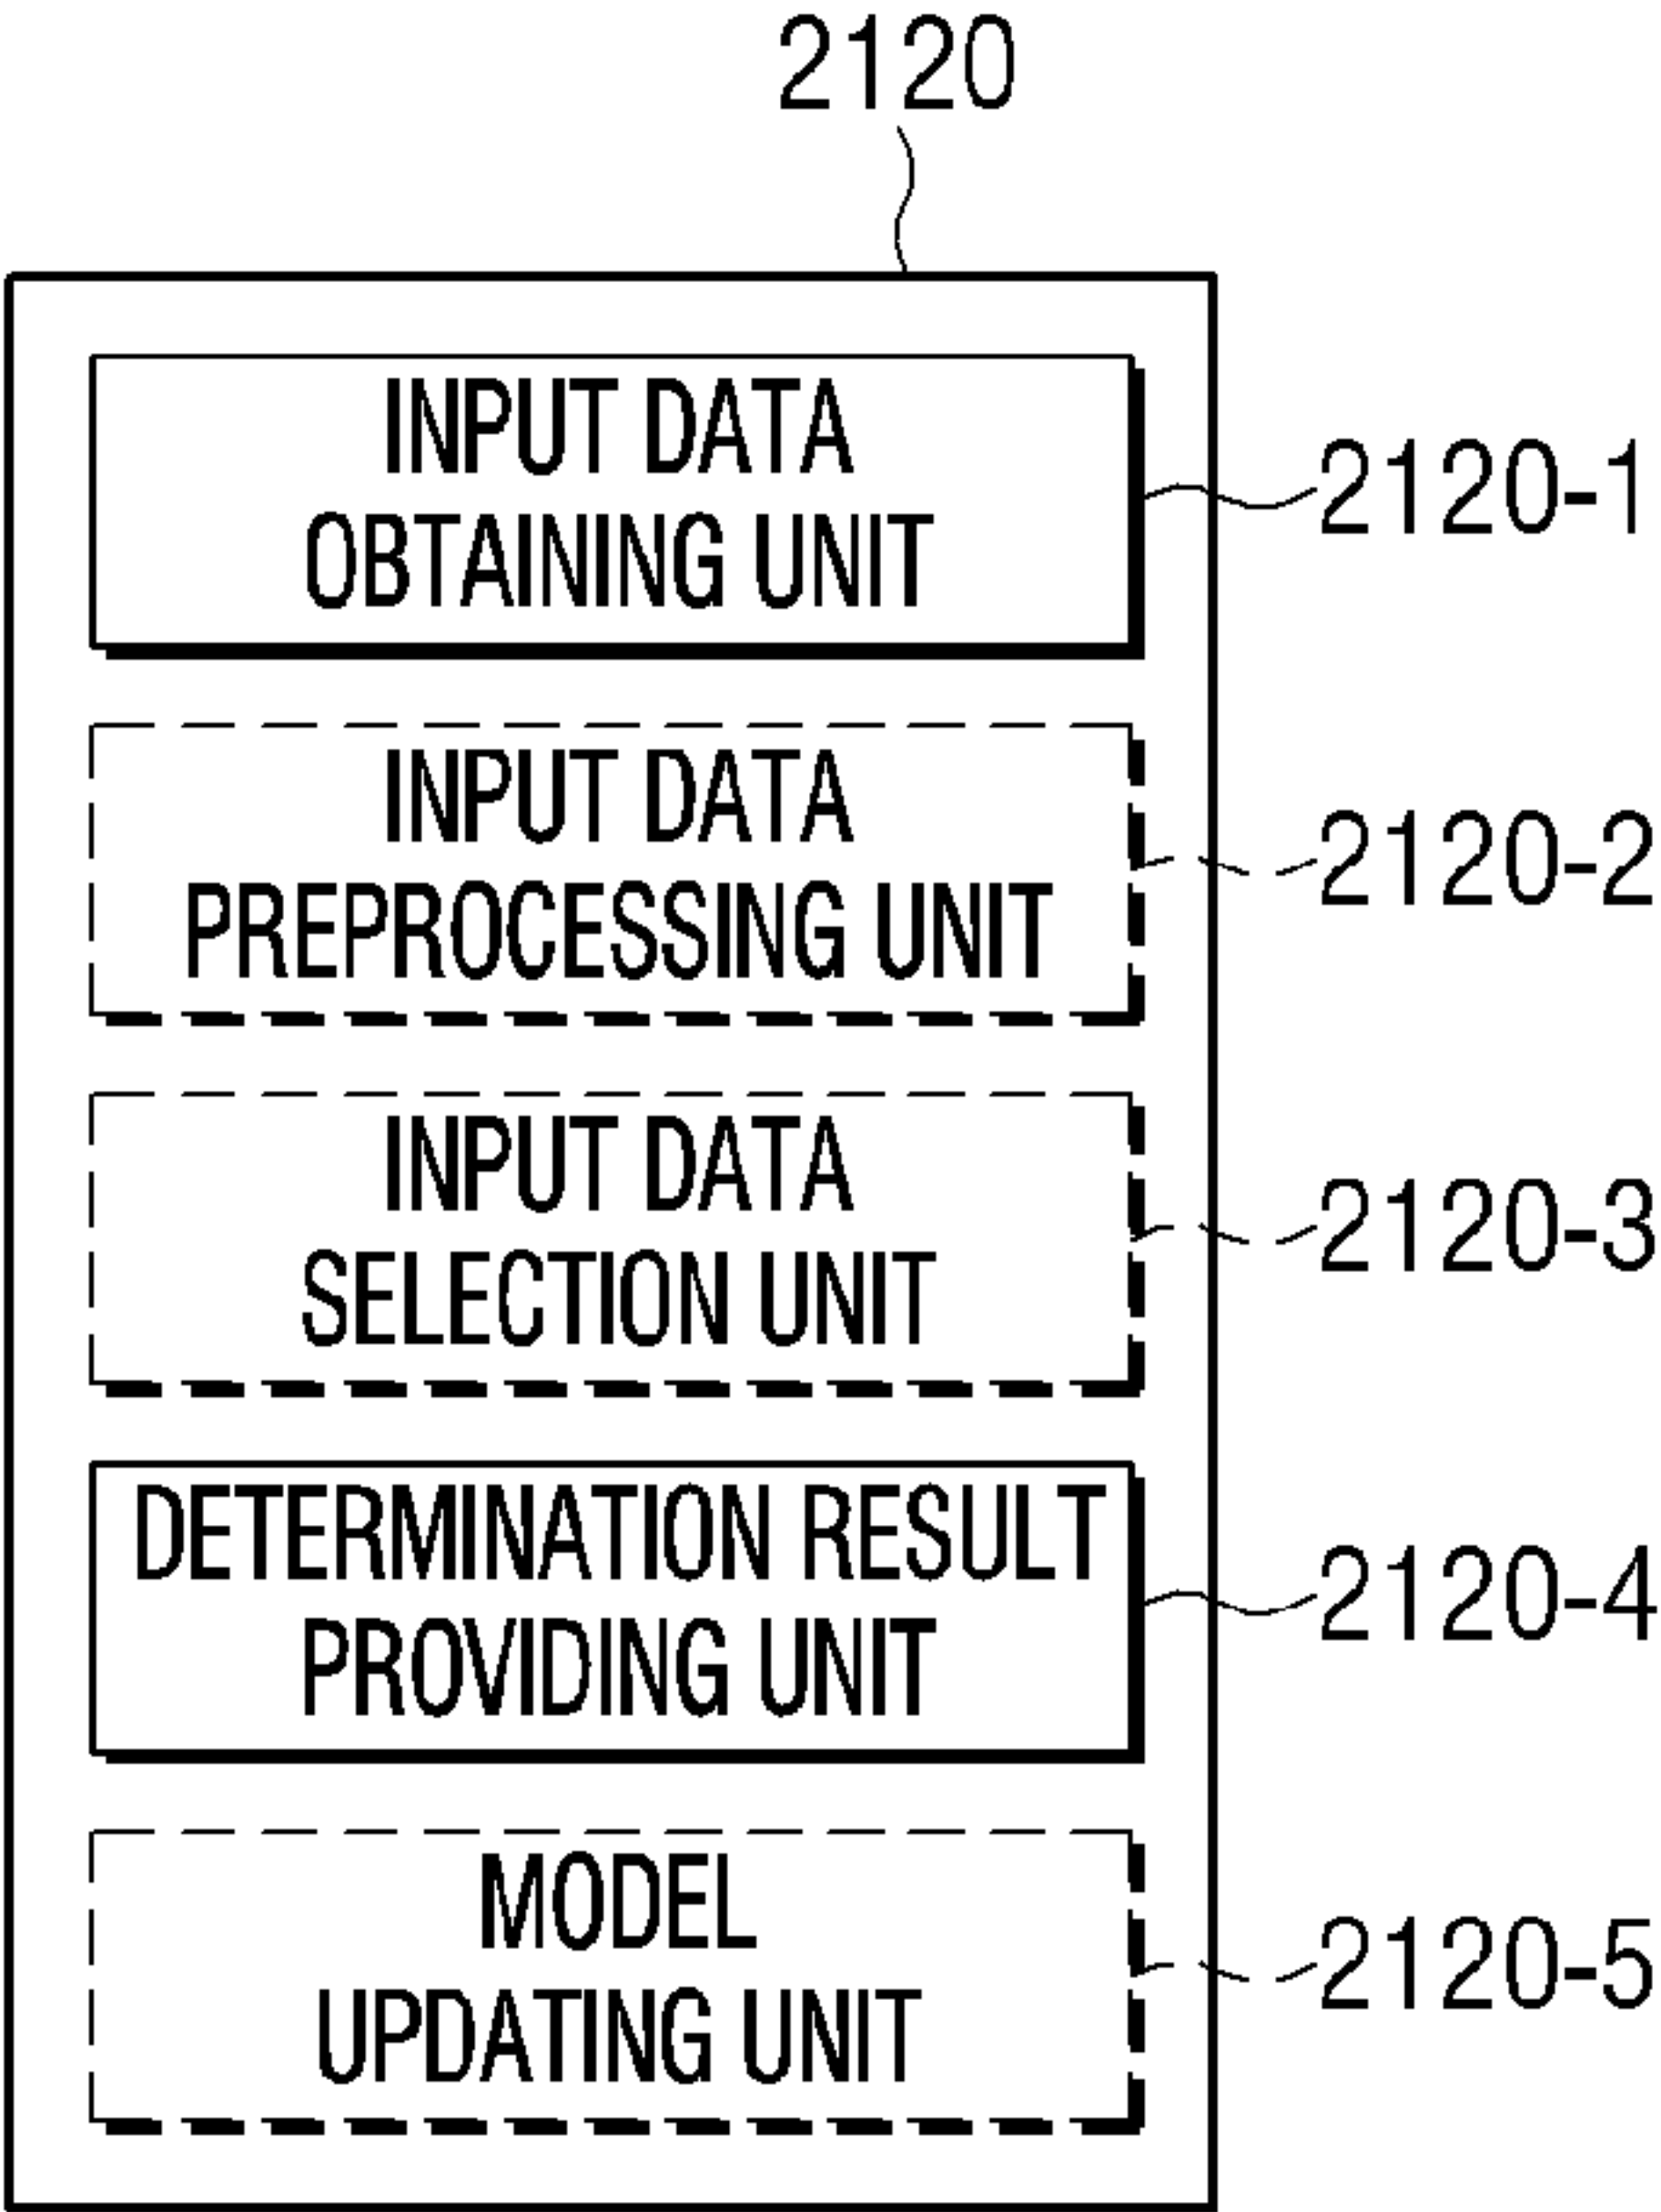 2120
INPUT DATA
OBTAINING UNIT
2120-1
INPUT DATA
PREPROCESSING UNIT
2120-2
INPUT DATA
SELECTION UNIT
2120-3
DETERMINATION RESULT
PROVIDING UNIT
2120-4
MODEL
UPDATING UNIT
2120-5